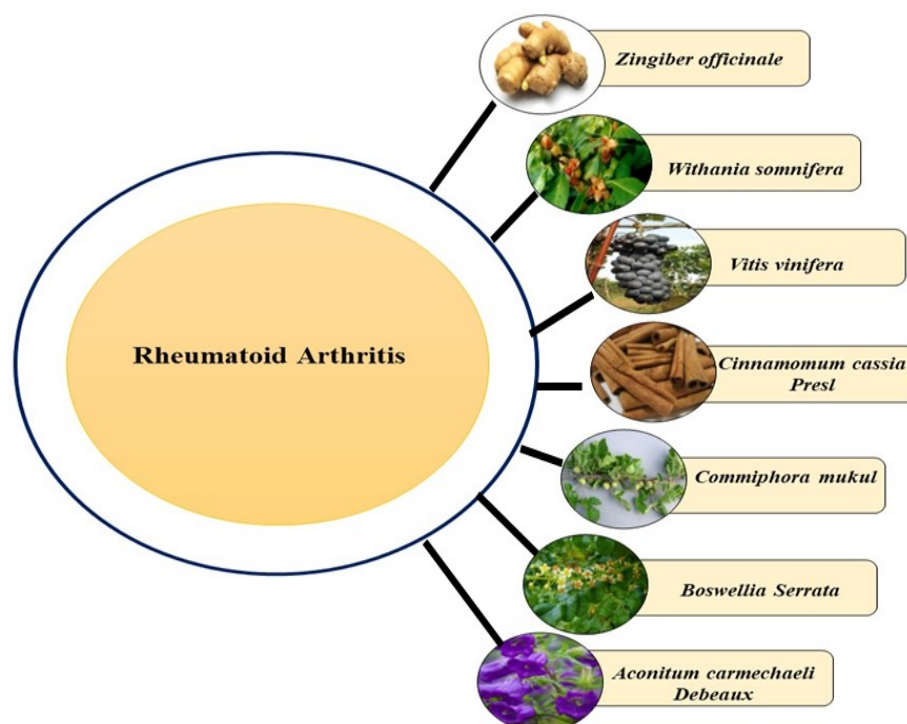 Zingiber officinale
Withania somnifera
Vitis vinifera
Rheumatoid Arthritis
Cinnamomum cassia
Presl
Commiphora mukul
Boswellia Serrata
Aconitum carmechaeli
Debeaux